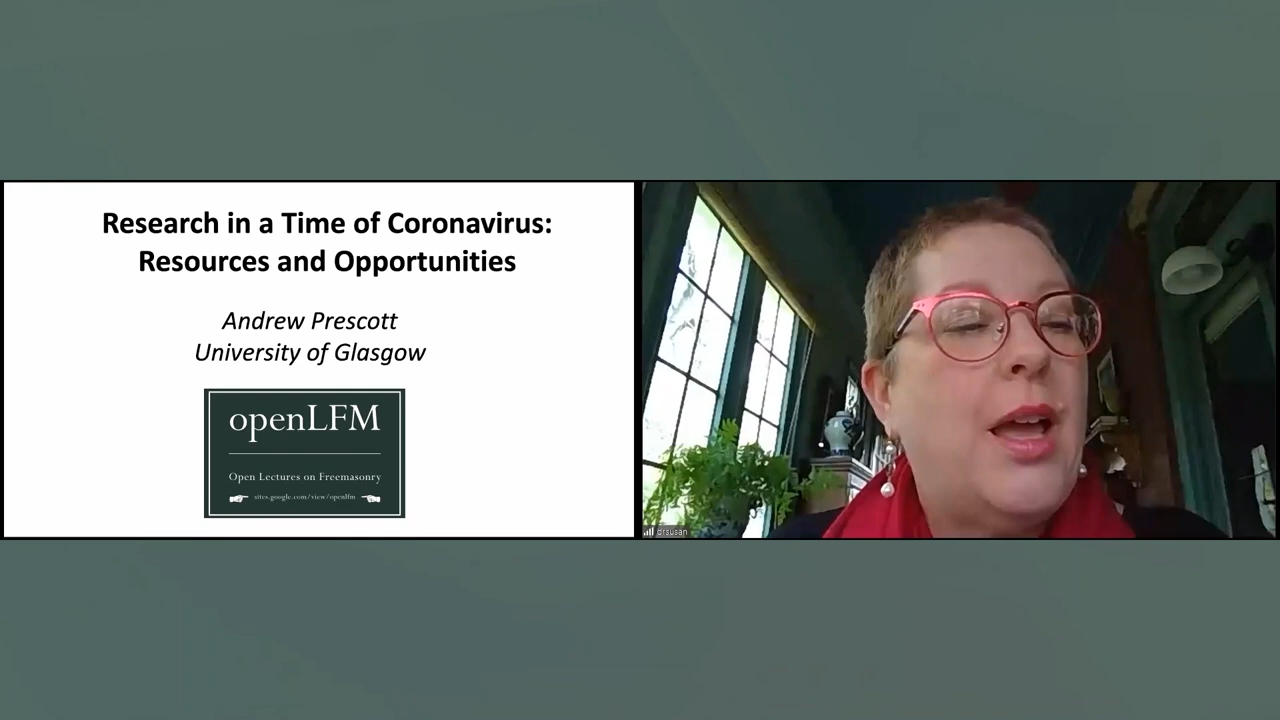 Research in a Time of Coronavirus:
Resources and Opportunities
Andrew Prescott
University of Glasgow
openLFM
Open Lectures on Freemasonry
sites.google.com/view/openlfm
drsusan